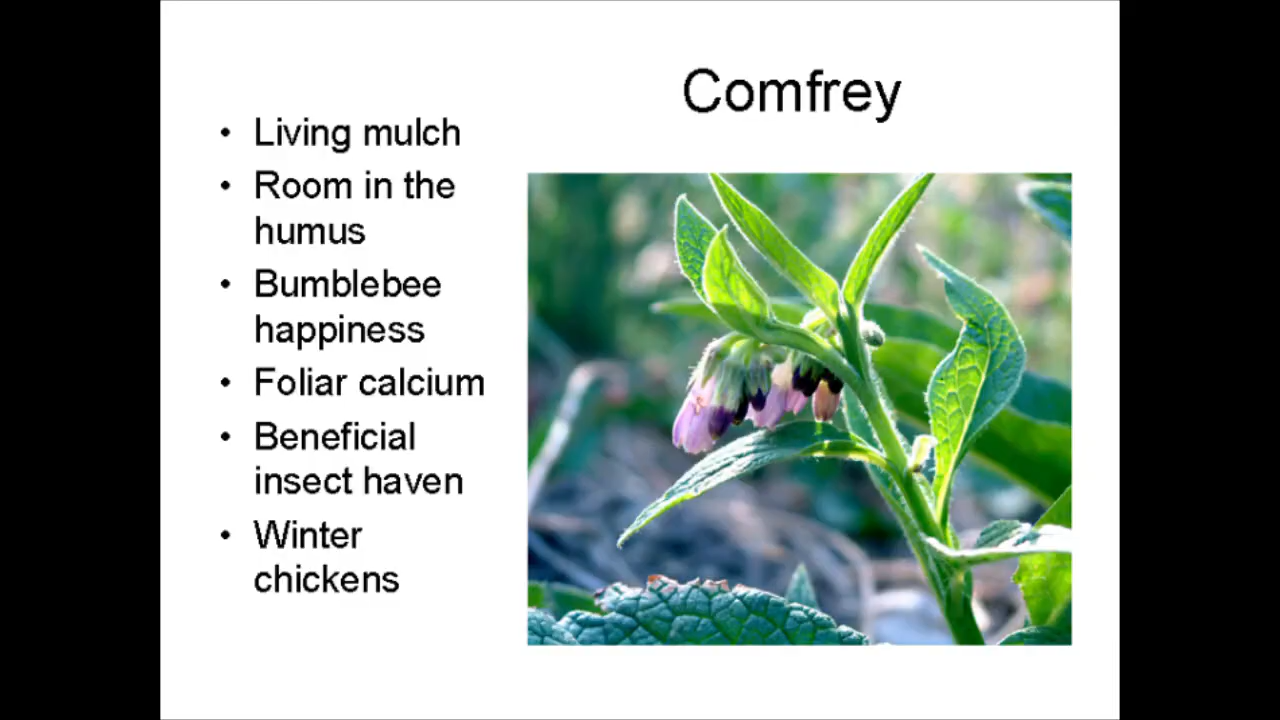 Comfrey
• Living mulch
• Room in the
humus
• Bumblebee
happiness
• Foliar calcium
• Beneficial
insect haven
• Winter
chickens